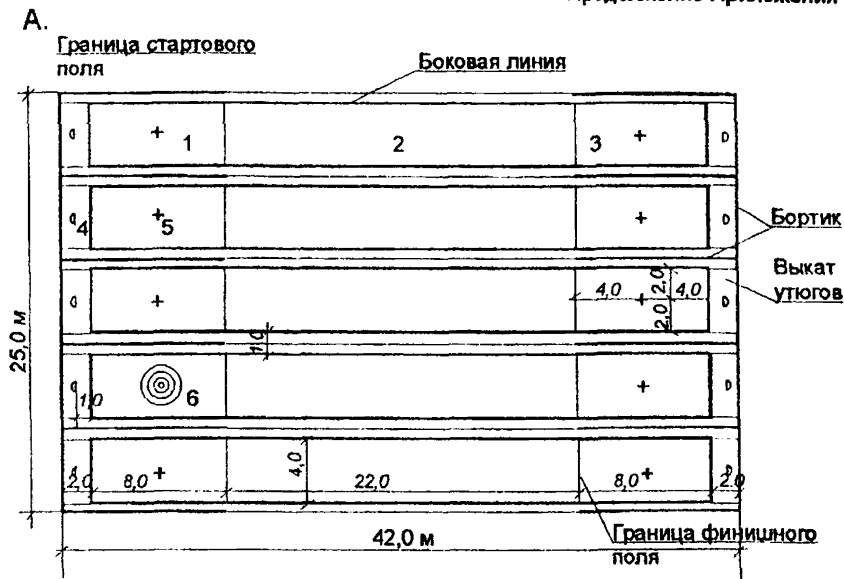 А.
Граница стартового
поля
Боковая линия
1
2
3
4
5
Бортик
Выкат
утюгов
4,0
2,0
4,0
2,0
25,0 м
1,0
6
1,0
2,0
8,0
4,0
22,0
8,0
2,0
42,0 м
Граница финишного
поля